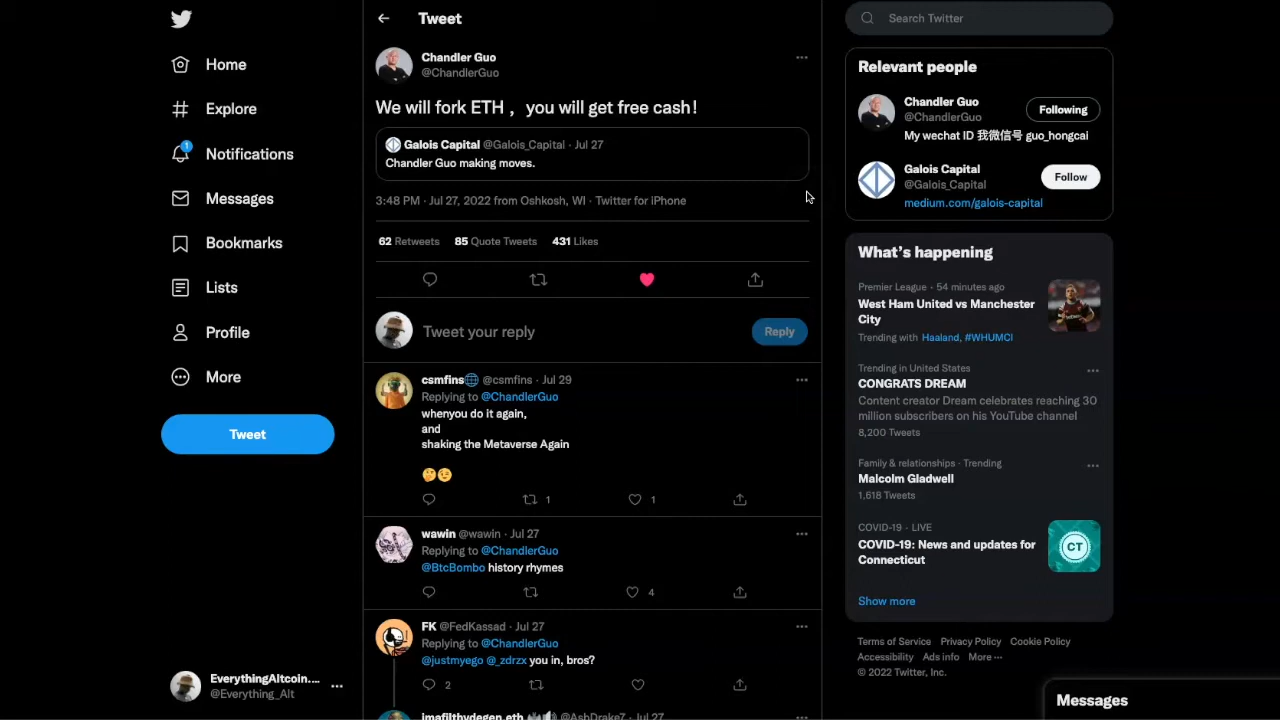 Home
Explore
1
Notifications
Messages
Bookmarks
Lists
Profile
More
Tweet
EverythingAltcoin....
@Everything_Alt
Tweet
Chandler Guo
@ChandlerGuo
We will fork ETH ，you will get free cash！
Galois Capital @Galois_Capital · Jul 27
Chandler Guo making moves.
3:48 PM · Jul 27, 2022 from Oshkosh, WI · Twitter for iPhone
62 Retweets 85 Quote Tweets 431 Likes
Tweet your reply
Reply
csmfins🌐 @csmfins · Jul 29
Replying to @ChandlerGuo
whenyou do it again,
and
shaking the Metaverse Again
🤔😉
1 1
wawin @wawin · Jul 27
Replying to @ChandlerGuo
@BtcBombo history rhymes
4
FK @FedKassad · Jul 27
Replying to @ChandlerGuo
@justmyego @_zdrzx you in, bros?
2
imafilthydegen.eth @AshDrake7 · Jul 27
Search Twitter
Relevant people
Chandler Guo
@ChandlerGuo
Following
My wechat ID 我微信号 guo_hongcai
Galois Capital
@Galois_Capital
Follow
medium.com/galois-capital
What's happening
Premier League · 54 minutes ago
West Ham United vs Manchester
City
Trending with Haaland, #WHUMCI
Trending in United States
CONGRATS DREAM
Content creator Dream celebrates reaching 30
million subscribers on his YouTube channel
8,200 Tweets
Family & relationships · Trending
Malcolm Gladwell
1,618 Tweets
COVID-19 · LIVE
COVID-19: News and updates for
Connecticut
CT
Show more
Terms of Service Privacy Policy Cookie Policy
Accessibility Ads info More ···
© 2022 Twitter, Inc.
Messages